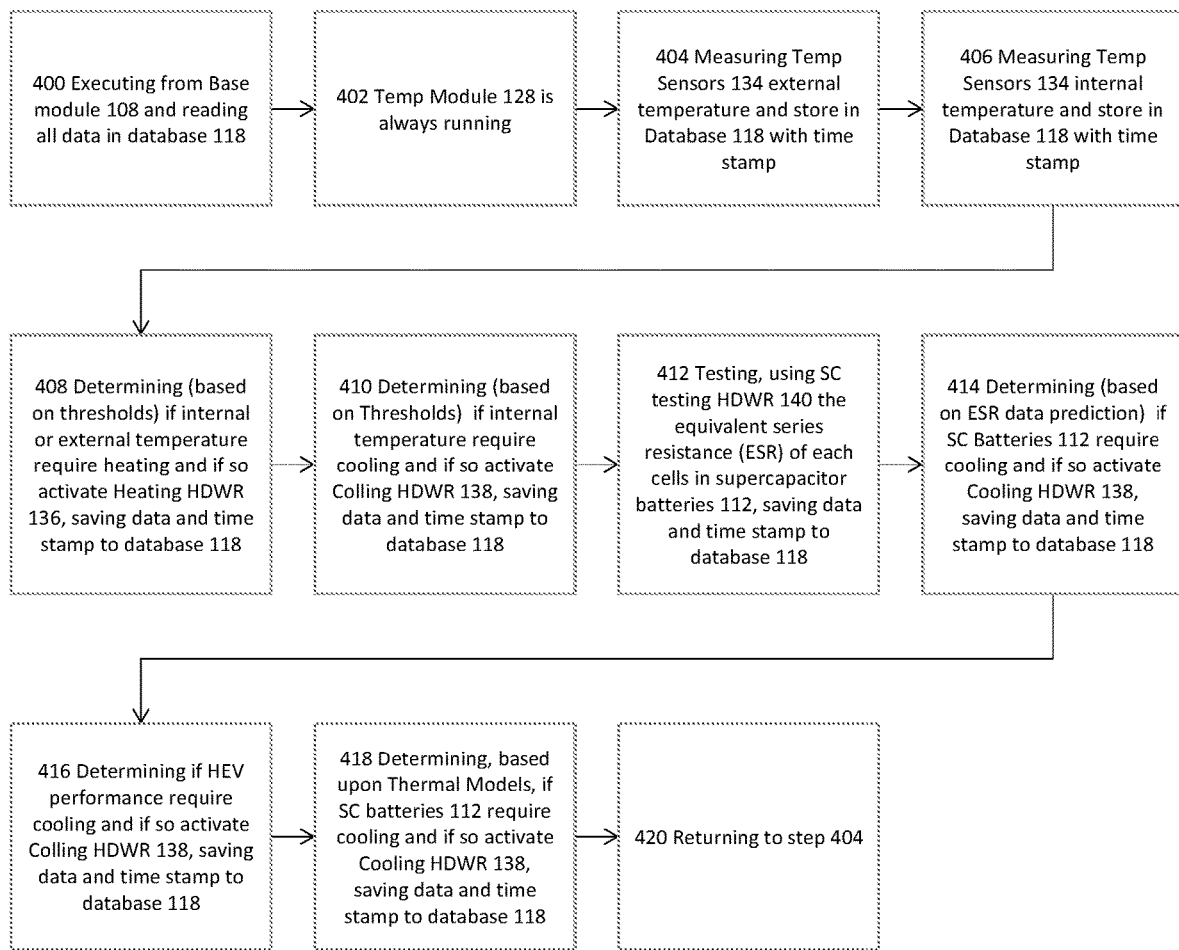 400 Executing from Base
module 108 and reading
all data in database 118
402 Temp Module 128 is
always running
404 Measuring Temp
Sensors 134 external
temperature and store in
Database 118 with time
stamp
406 Measuring Temp
Sensors 134 internal
temperature and store in
Database 118 with time
stamp
408 Determining (based
on thresholds) if internal
or external temperature
require heating and if so
activate Heating HDWR
136, saving data and time
stamp to database 118
410 Determining (based
on Thresholds)  if internal
temperature require
cooling and if so activate
Colling HDWR 138, saving
data and time stamp to
database 118
412 Testing, using SC
testing HDWR 140 the
equivalent series
resistance (ESR) of each
cells in supercapacitor
batteries 112, saving data
and time stamp to
database 118
414 Determining (based
on ESR data prediction)  if
SC Batteries 112 require
cooling and if so activate
Cooling HDWR 138,
saving data and time
stamp to database 118
416 Determining if HEV
performance require
cooling and if so activate
Colling HDWR 138, saving
data and time stamp to
database 118
418 Determining, based
upon Thermal Models, if
SC batteries 112 require
cooling and if so activate
Cooling HDWR 138,
saving data and time
stamp to database 118
420 Returning to step 404